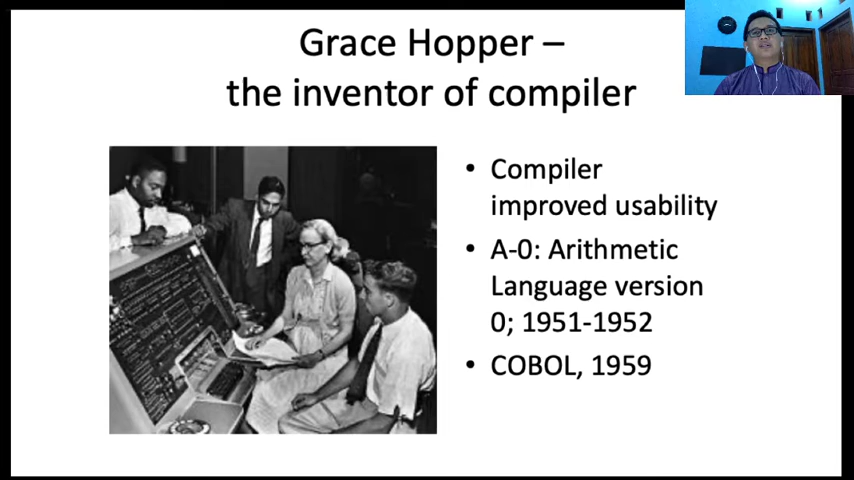 Grace Hopper –
the inventor of compiler
• Compiler
improved usability
• A-0: Arithmetic
Language version
0; 1951-1952
• COBOL, 1959